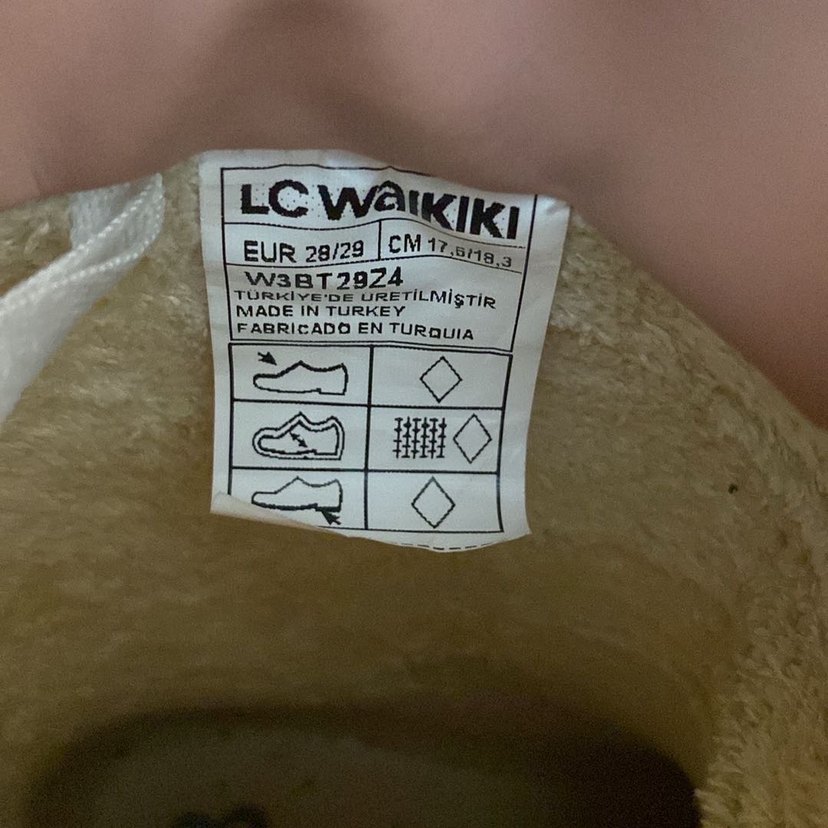 LC WaIKIKI
EUR 28/29
CM 17,6/18,3
W3BT29Z4
TÜRKİYE'DE ÜRETİLMİŞTİR
MADE IN TURKEY
FABRICADO EN TURQUIA